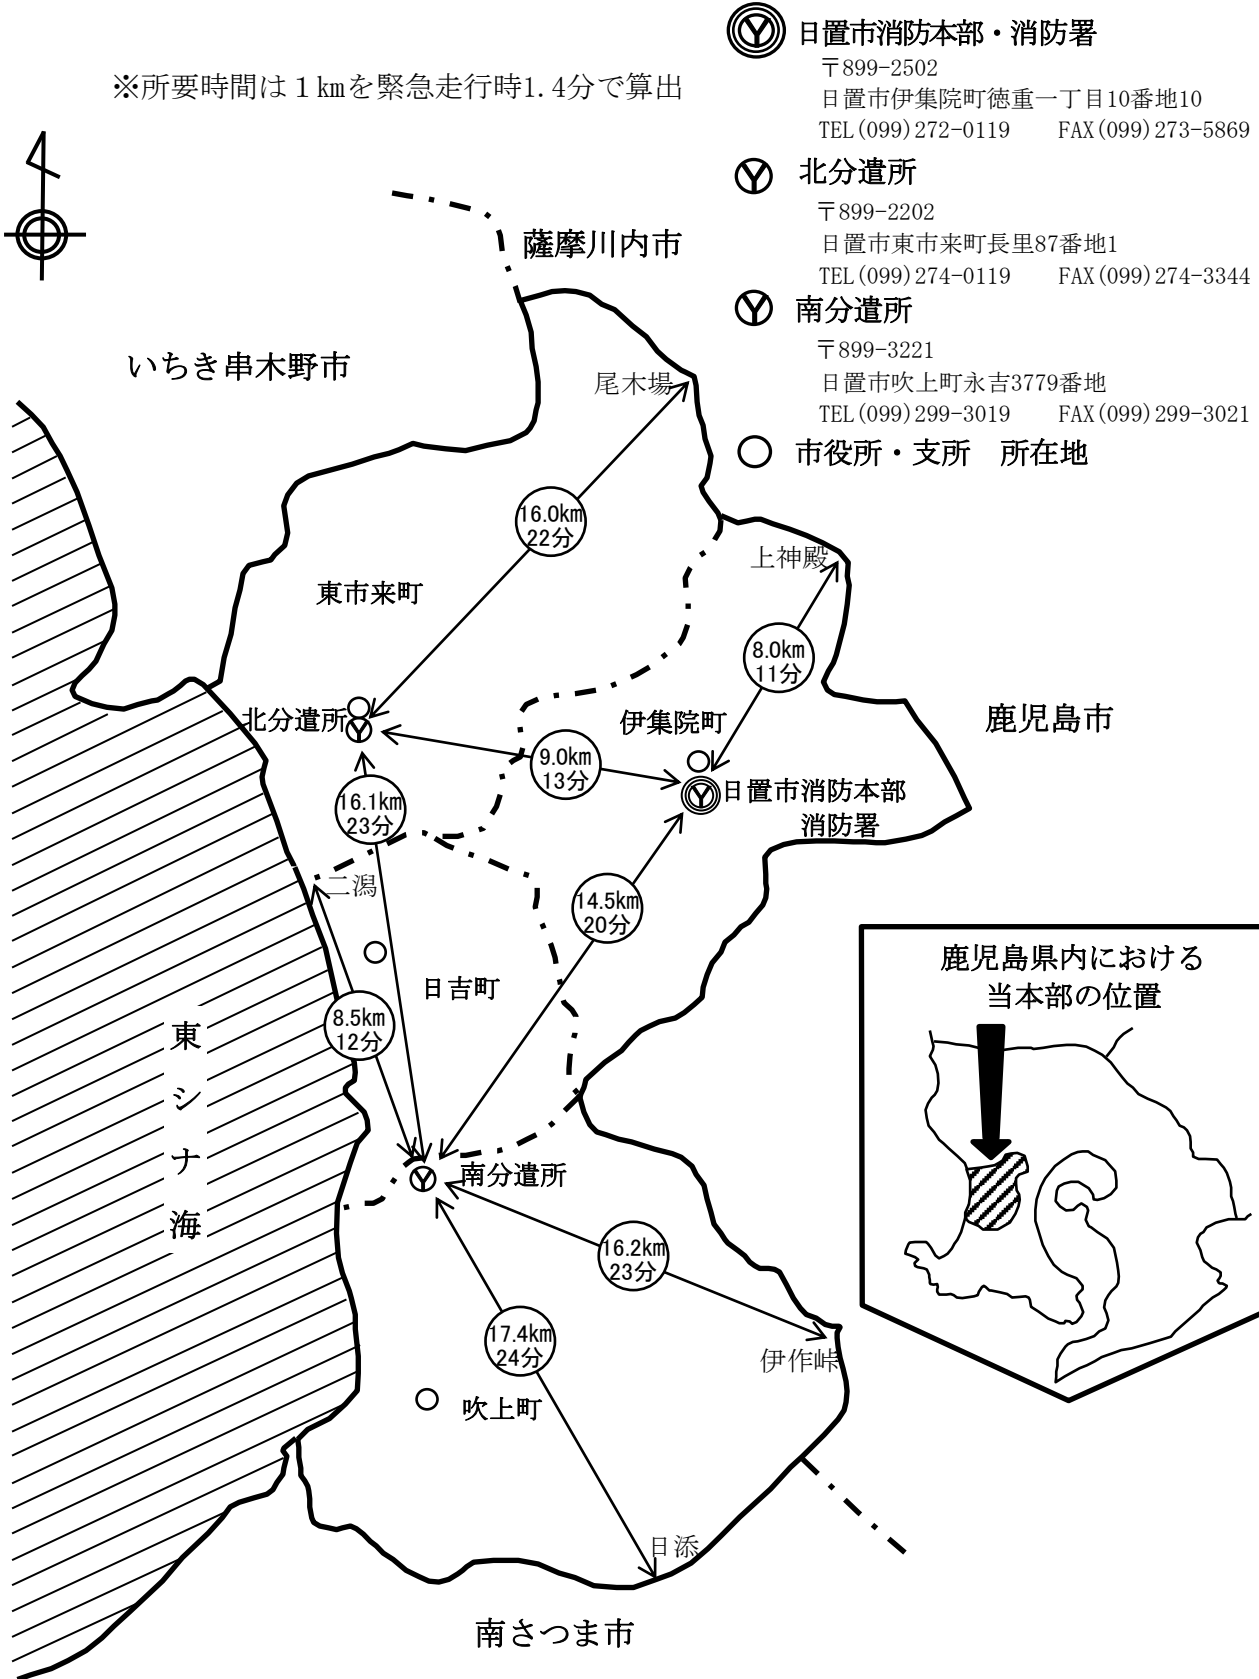 日置市消防本部・消防署
〒899-2502
日置市伊集院町徳重一丁目10番地10
TEL(099)272-0119　FAX(099)273-5869
※所要時間は１kmを緊急走行時1.4分で算出
北分遣所
〒899-2202
日置市東市来町長里87番地1
TEL(099)274-0119　FAX(099)274-3344
南分遣所
〒899-3221
日置市吹上町永吉3779番地
TEL(099)299-3019　FAX(099)299-3021
市役所・支所　所在地
薩摩川内市
いちき串木野市
尾木場
16.0km
22分
上神殿
東市来町
8.0km
11分
北分遣所
伊集院町
鹿児島市
9.0km
13分
日置市消防本部
消防署
16.1km
23分
二潟
14.5km
20分
日吉町
8.5km
12分
東シナ海
鹿児島県内における
当本部の位置
南分遣所
16.2km
23分
17.4km
24分
伊作峠
吹上町
日添
南さつま市